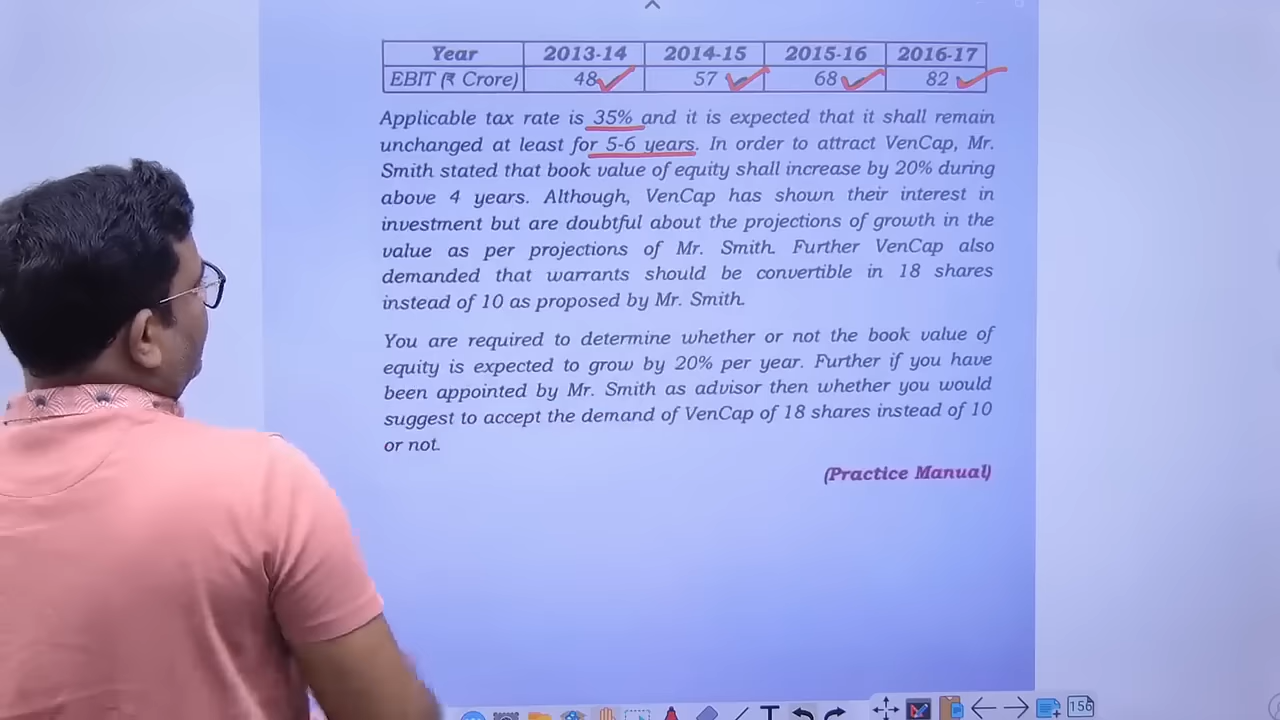 Year 2013-14 2014-15 2015-16 2016-17
EBIT (₹ Crore) 48 57 68 82
Applicable tax rate is 35% and it is expected that it shall remain
unchanged at least for 5-6 years. In order to attract VenCap, Mr.
Smith stated that book value of equity shall increase by 20% during
above 4 years. Although, VenCap has shown their interest in
investment but are doubtful about the projections of growth in the
value as per projections of Mr. Smith. Further VenCap also
demanded that warrants should be convertible in 18 shares
instead of 10 as proposed by Mr. Smith.
You are required to determine whether or not the book value of
equity is expected to grow by 20% per year. Further if you have
been appointed by Mr. Smith as advisor then whether you would
suggest to accept the demand of VenCap of 18 shares instead of 10
or not.
(Practice Manual)
T 156